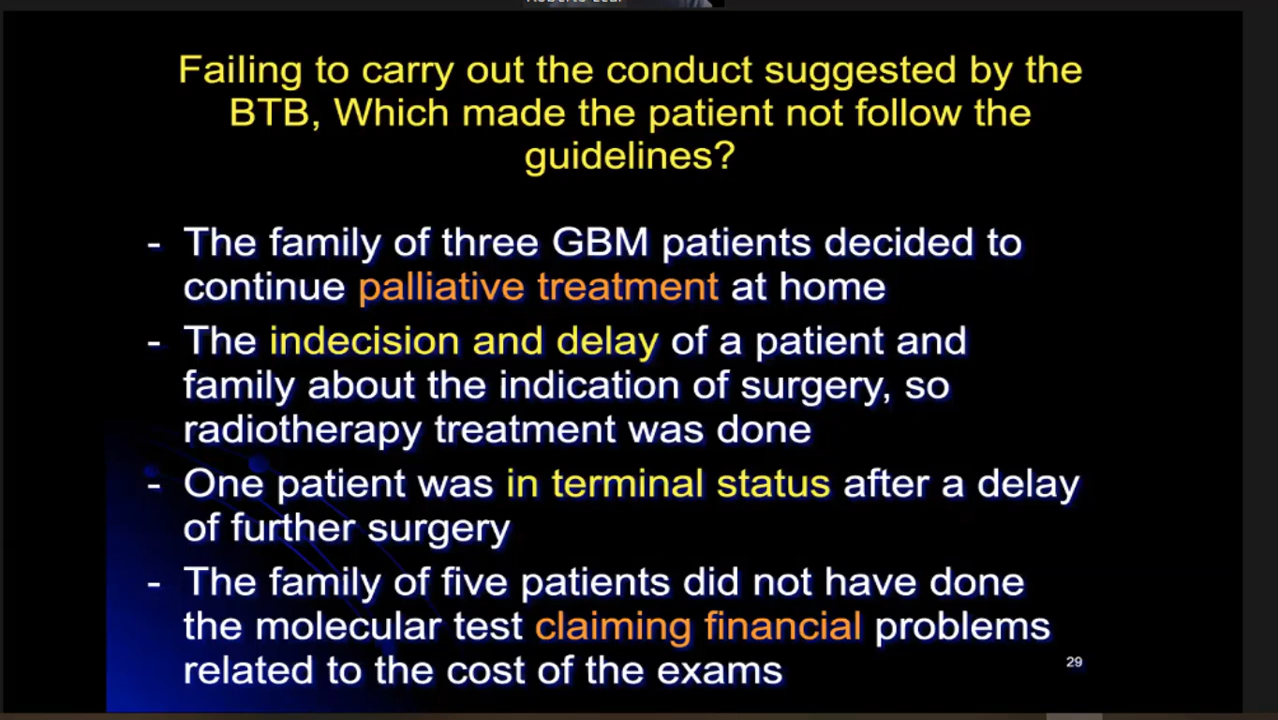 Failing to carry out the conduct suggested by the
BTB, Which made the patient not follow the
guidelines?
- The family of three GBM patients decided to
continue palliative treatment at home
- The indecision and delay of a patient and
family about the indication of surgery, so
radiotherapy treatment was done
- One patient was in terminal status after a delay
of further surgery
- The family of five patients did not have done
the molecular test claiming financial problems
related to the cost of the exams
29